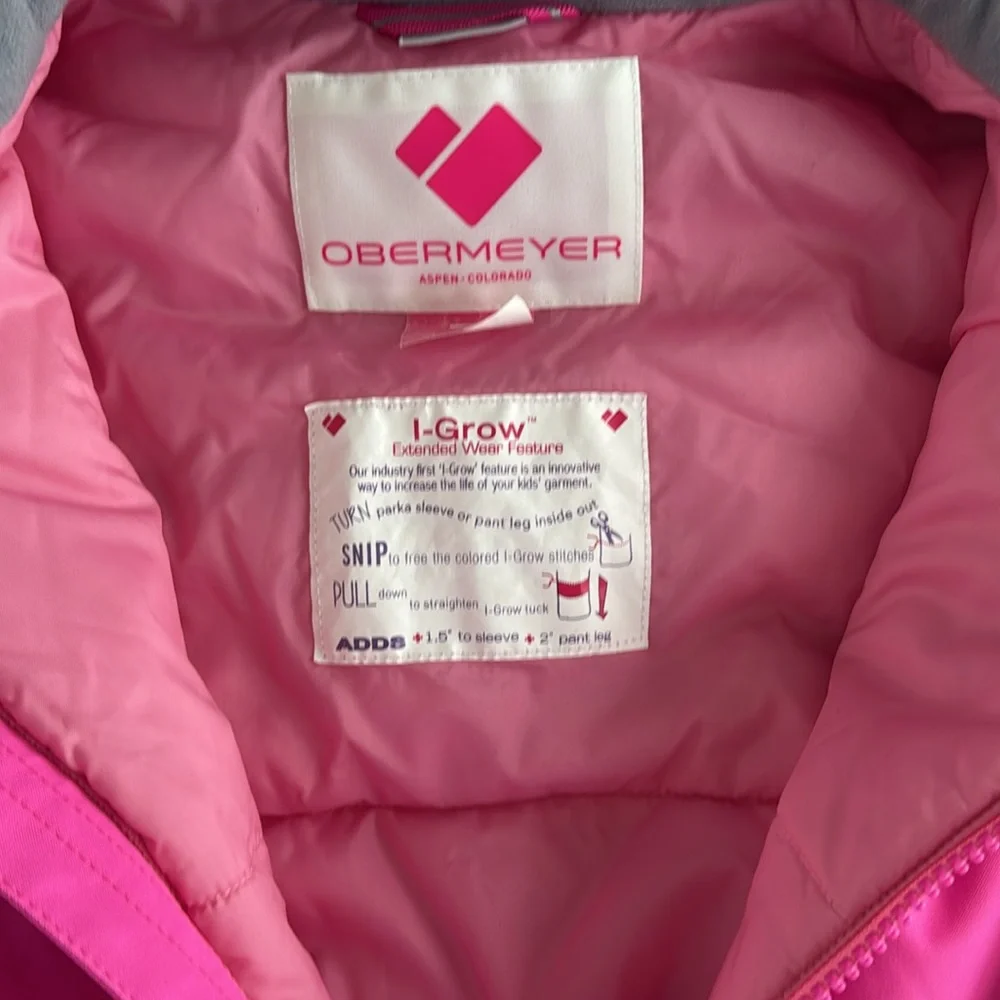 OBERMEYER
ASPEN • COLORADO
I-Grow™
Extended Wear Feature
Our industry first 'I-Grow' feature is an innovative
way to increase the life of your kids' garment.
TURN parka sleeve or pant leg inside out
SNIP to free the colored I-Grow stitches
PULL down to straighten I-Grow tuck
ADDS + 1.5" to sleeve + 2" pant leg